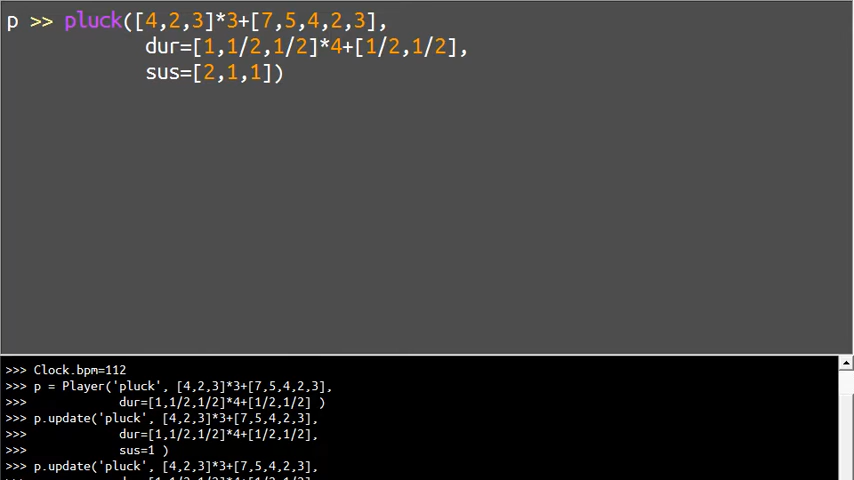 p >> pluck([4,2,3]*3+[7,5,4,2,3],
dur=[1,1/2,1/2]*4+[1/2,1/2],
sus=[2,1,1])
>>> Clock.bpm=112
>>> p = Player('pluck', [4,2,3]*3+[7,5,4,2,3],
>>> dur=[1,1/2,1/2]*4+[1/2,1/2] )
>>> p.update('pluck', [4,2,3]*3+[7,5,4,2,3],
>>> dur=[1,1/2,1/2]*4+[1/2,1/2],
>>> sus=1 )
>>> p.update('pluck', [4,2,3]*3+[7,5,4,2,3],